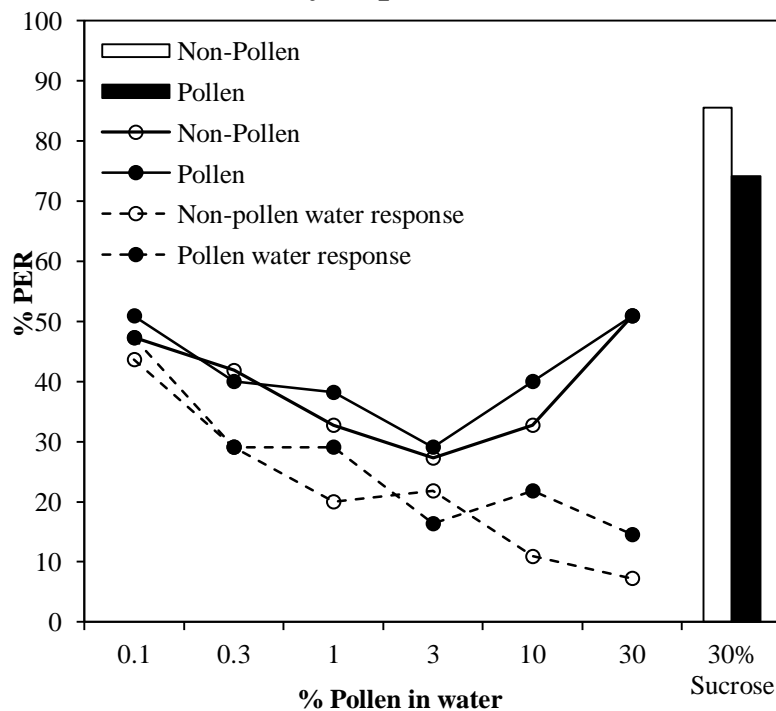 100
90
80
70
60
50
40
30
20
10
0
% PER
Non-Pollen
Pollen
Non-Pollen
Pollen
Non-pollen water response
Pollen water response
0.1 0.3 1 3 10 30 30%
Sucrose
% Pollen in water